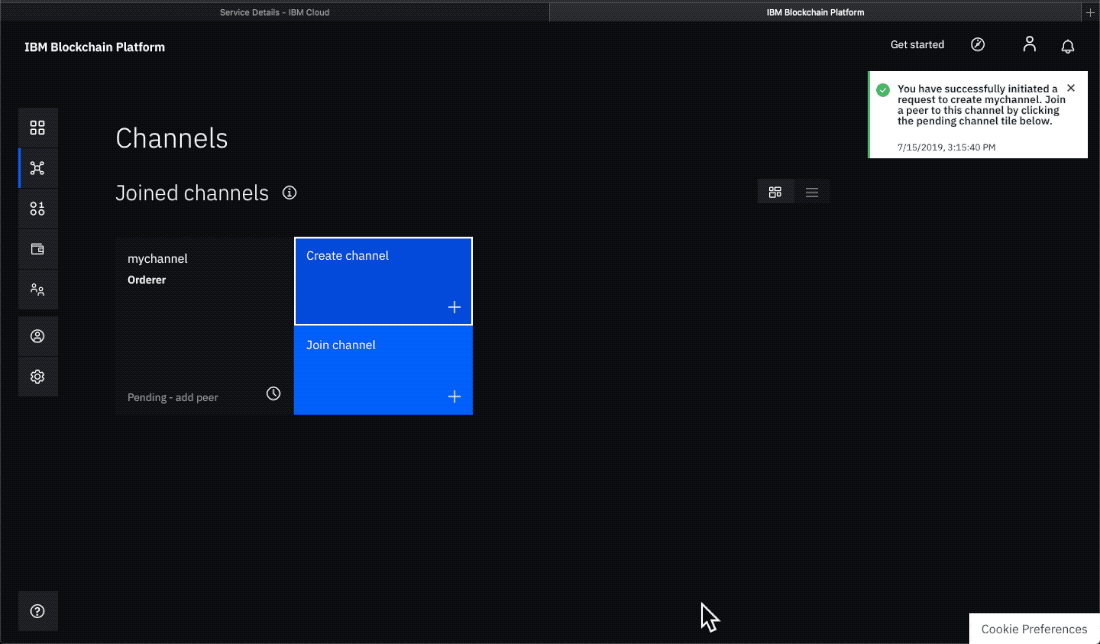 Service Details - IBM Cloud
IBM Blockchain Platform
IBM Blockchain Platform
Get started
You have successfully initiated a
request to create mychannel. Join
a peer to this channel by clicking
the pending channel tile below.
7/15/2019, 3:15:40 PM
Channels
Joined channels
mychannel
Orderer
Pending - add peer
Create channel
Join channel
Cookie Preferences